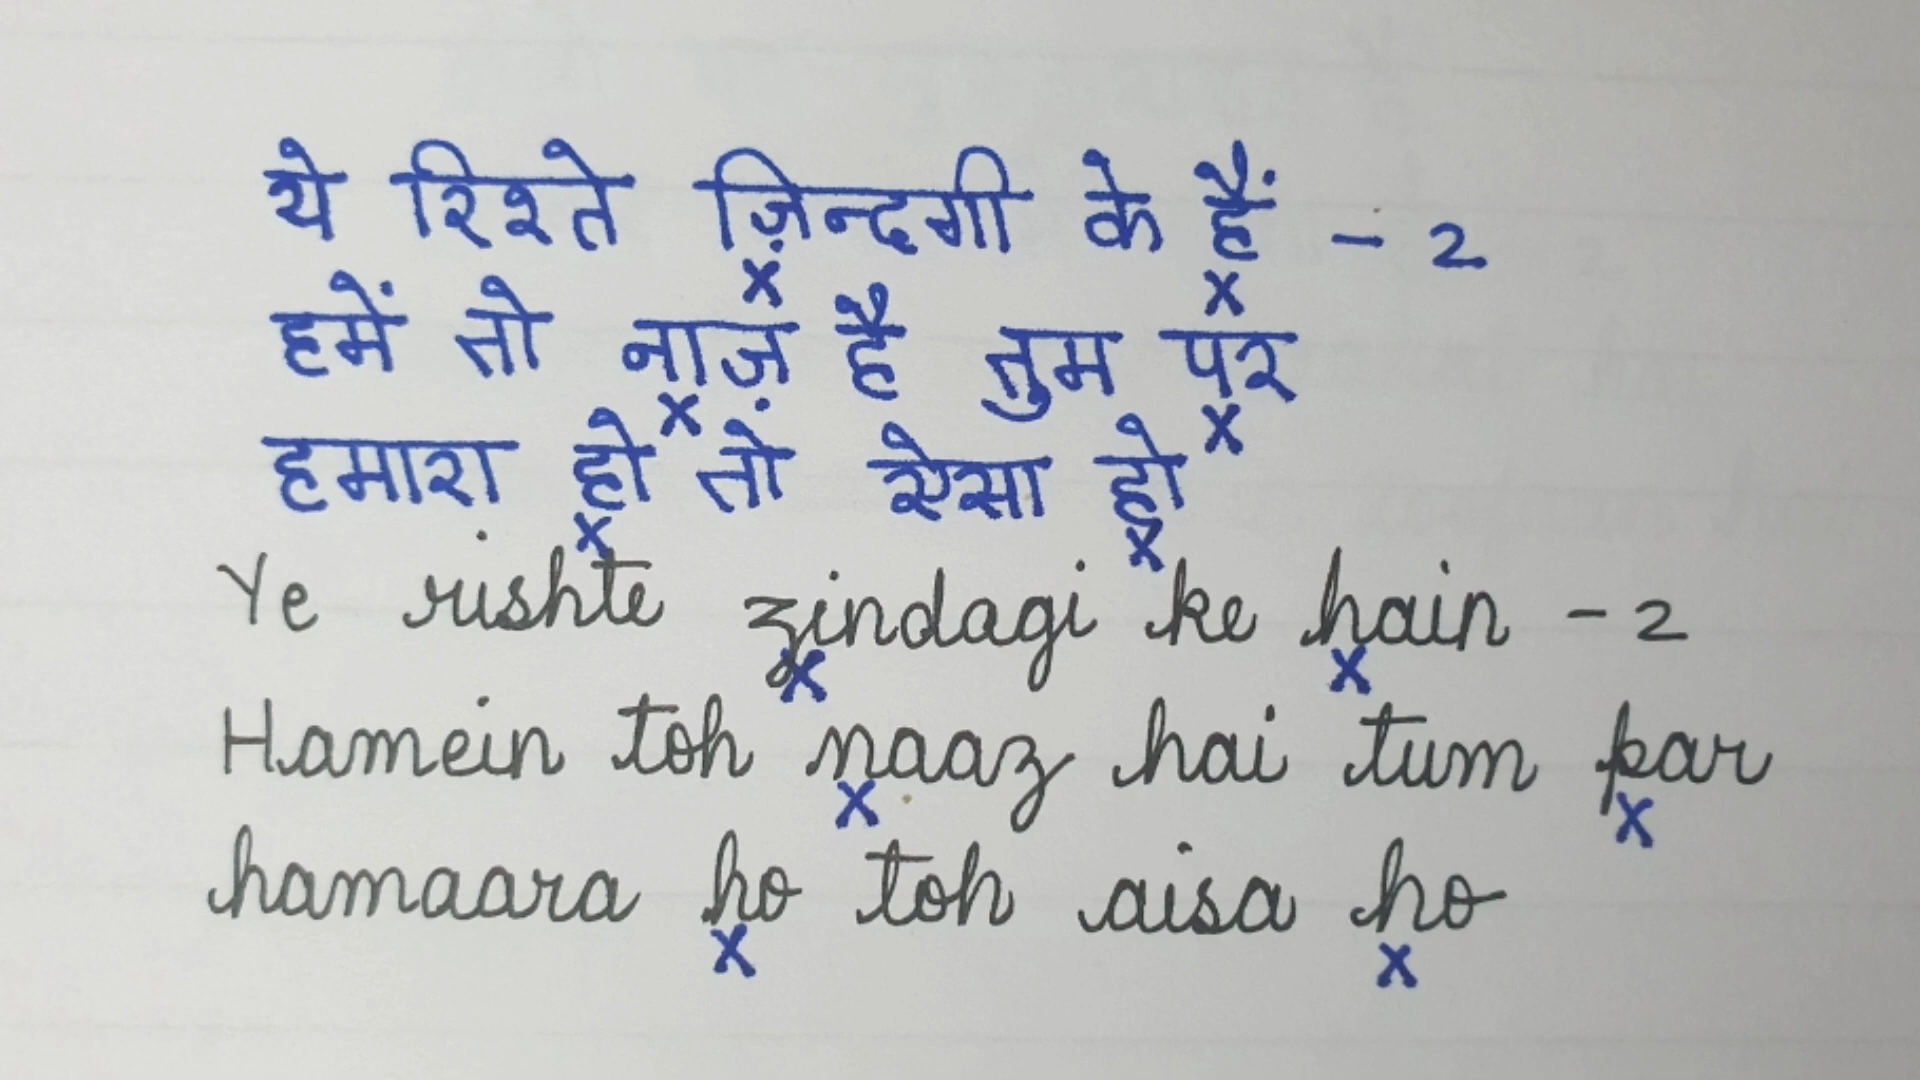 ये रिश्ते ज़िन्दगी के हैं - 2
x x
हमें तो नाज़ है तुम पर
x x
हमारा हो तो ऐसा हो
x x
Ye rishte zindagi ke hain - 2
x x
Hamein toh naaz hai tum par
x x
hamaara ho toh aisa ho
x x